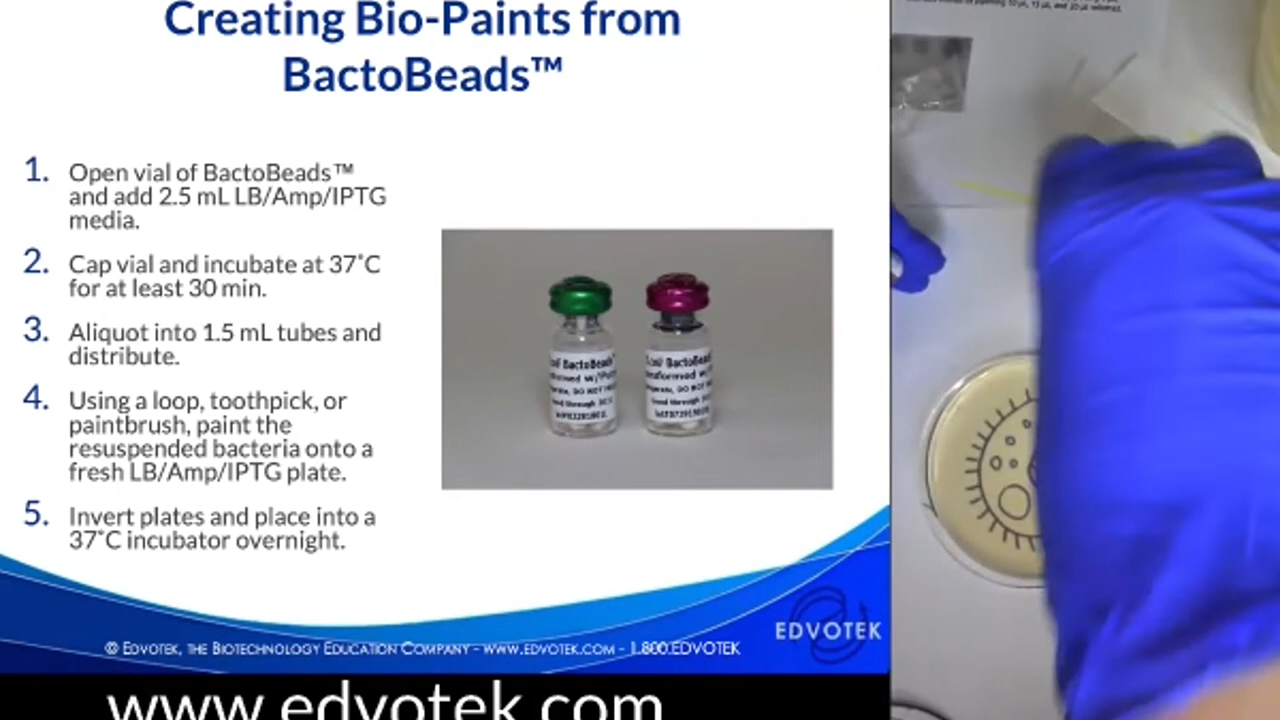 Creating Bio-Paints from
BactoBeads™
1. Open vial of BactoBeads™
and add 2.5 mL LB/Amp/IPTG
media.
2. Cap vial and incubate at 37˚C
for at least 30 min.
3. Aliquot into 1.5 mL tubes and
distribute.
4. Using a loop, toothpick, or
paintbrush, paint the
resuspended bacteria onto a
fresh LB/Amp/IPTG plate.
5. Invert plates and place into a
37˚C incubator overnight.
EDVOTEK
© EDVOTEK, THE BIOTECHNOLOGY EDUCATION COMPANY - WWW.EDVOTEK.COM - 1.800.EDVOTEK
www.edvotek.com